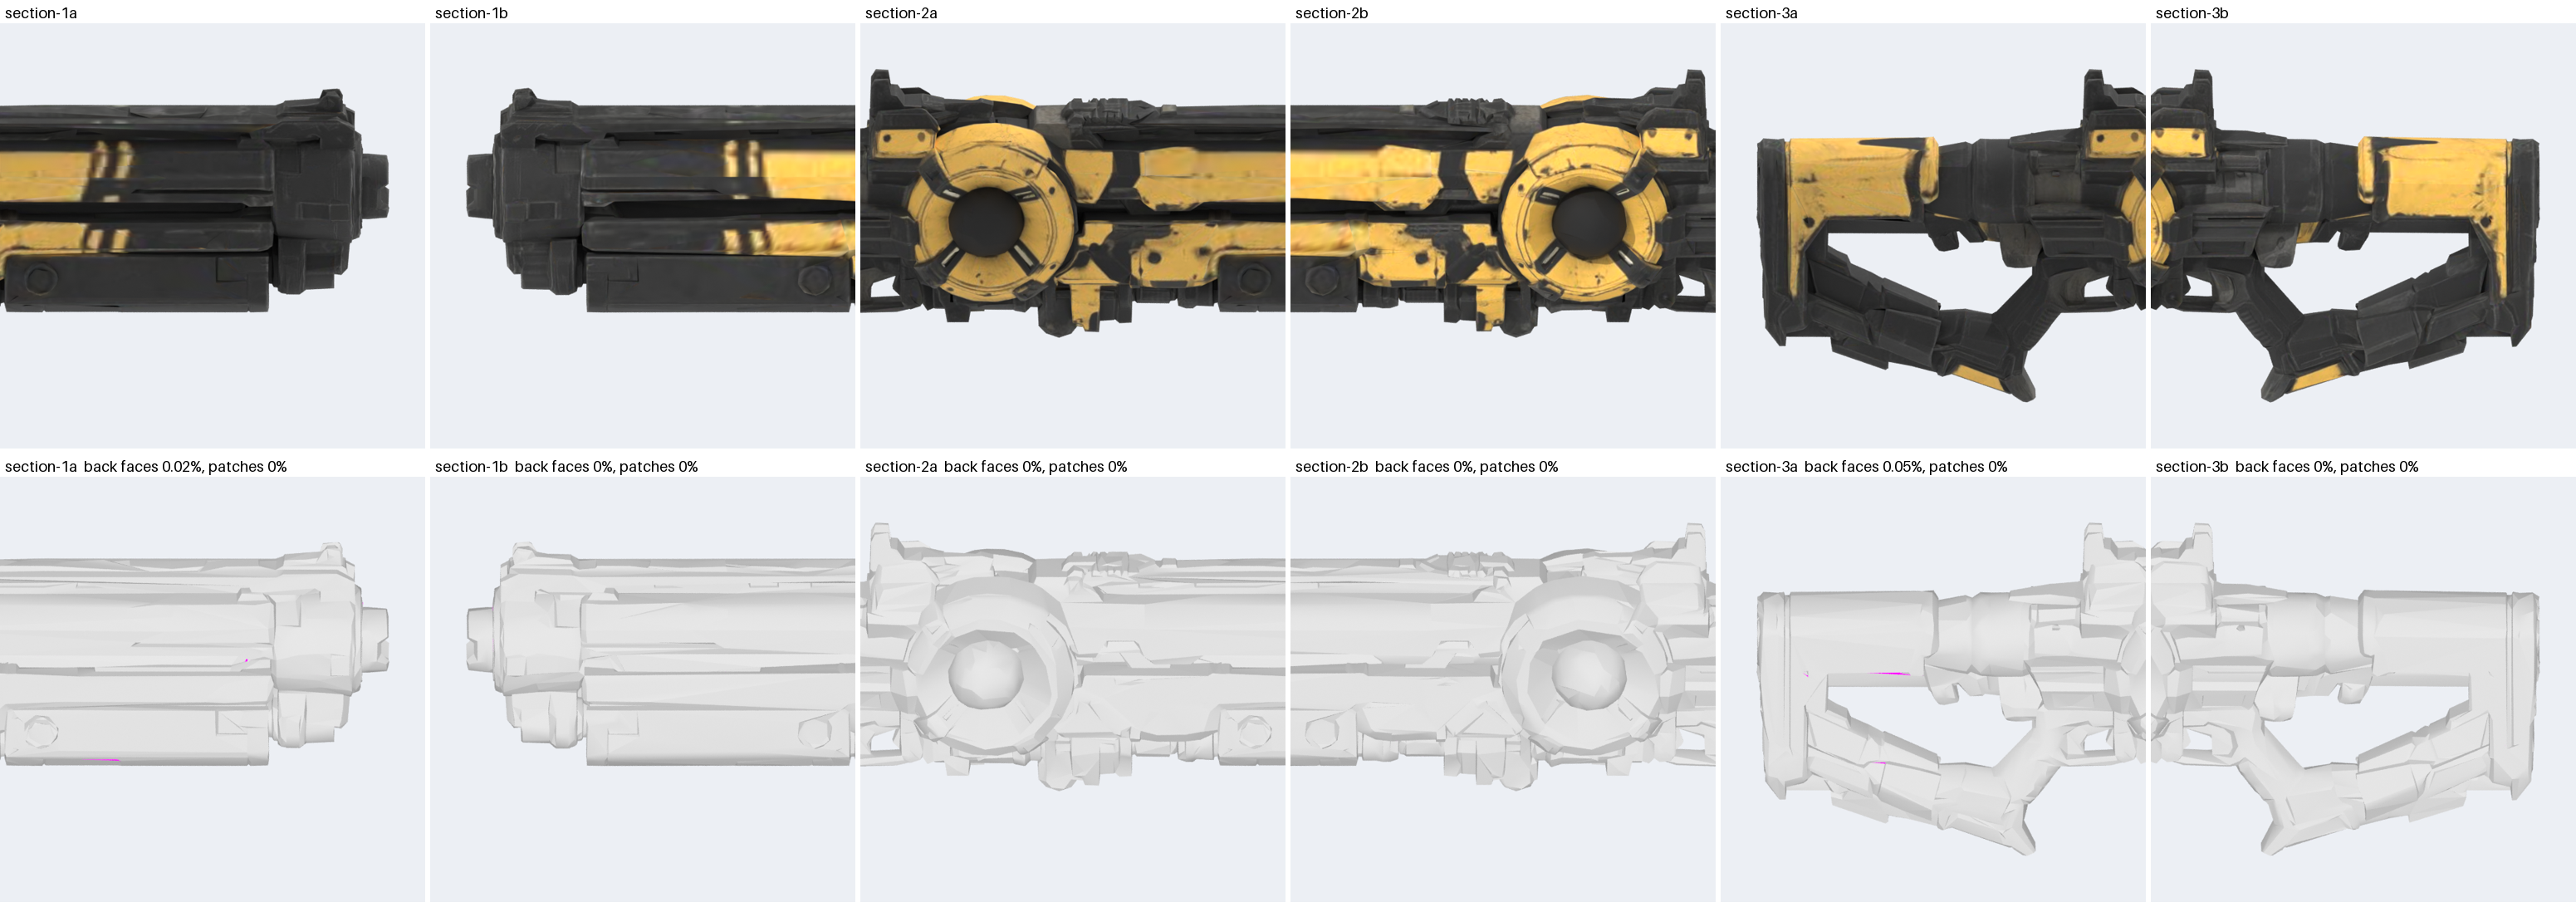 section-1a
section-1b
section-2a
section-2b
section-3a
section-3b
section-1a back faces 0.02%, patches 0%
section-1b back faces 0%, patches 0%
section-2a back faces 0%, patches 0%
section-2b back faces 0%, patches 0%
section-3a back faces 0.05%, patches 0%
section-3b back faces 0%, patches 0%